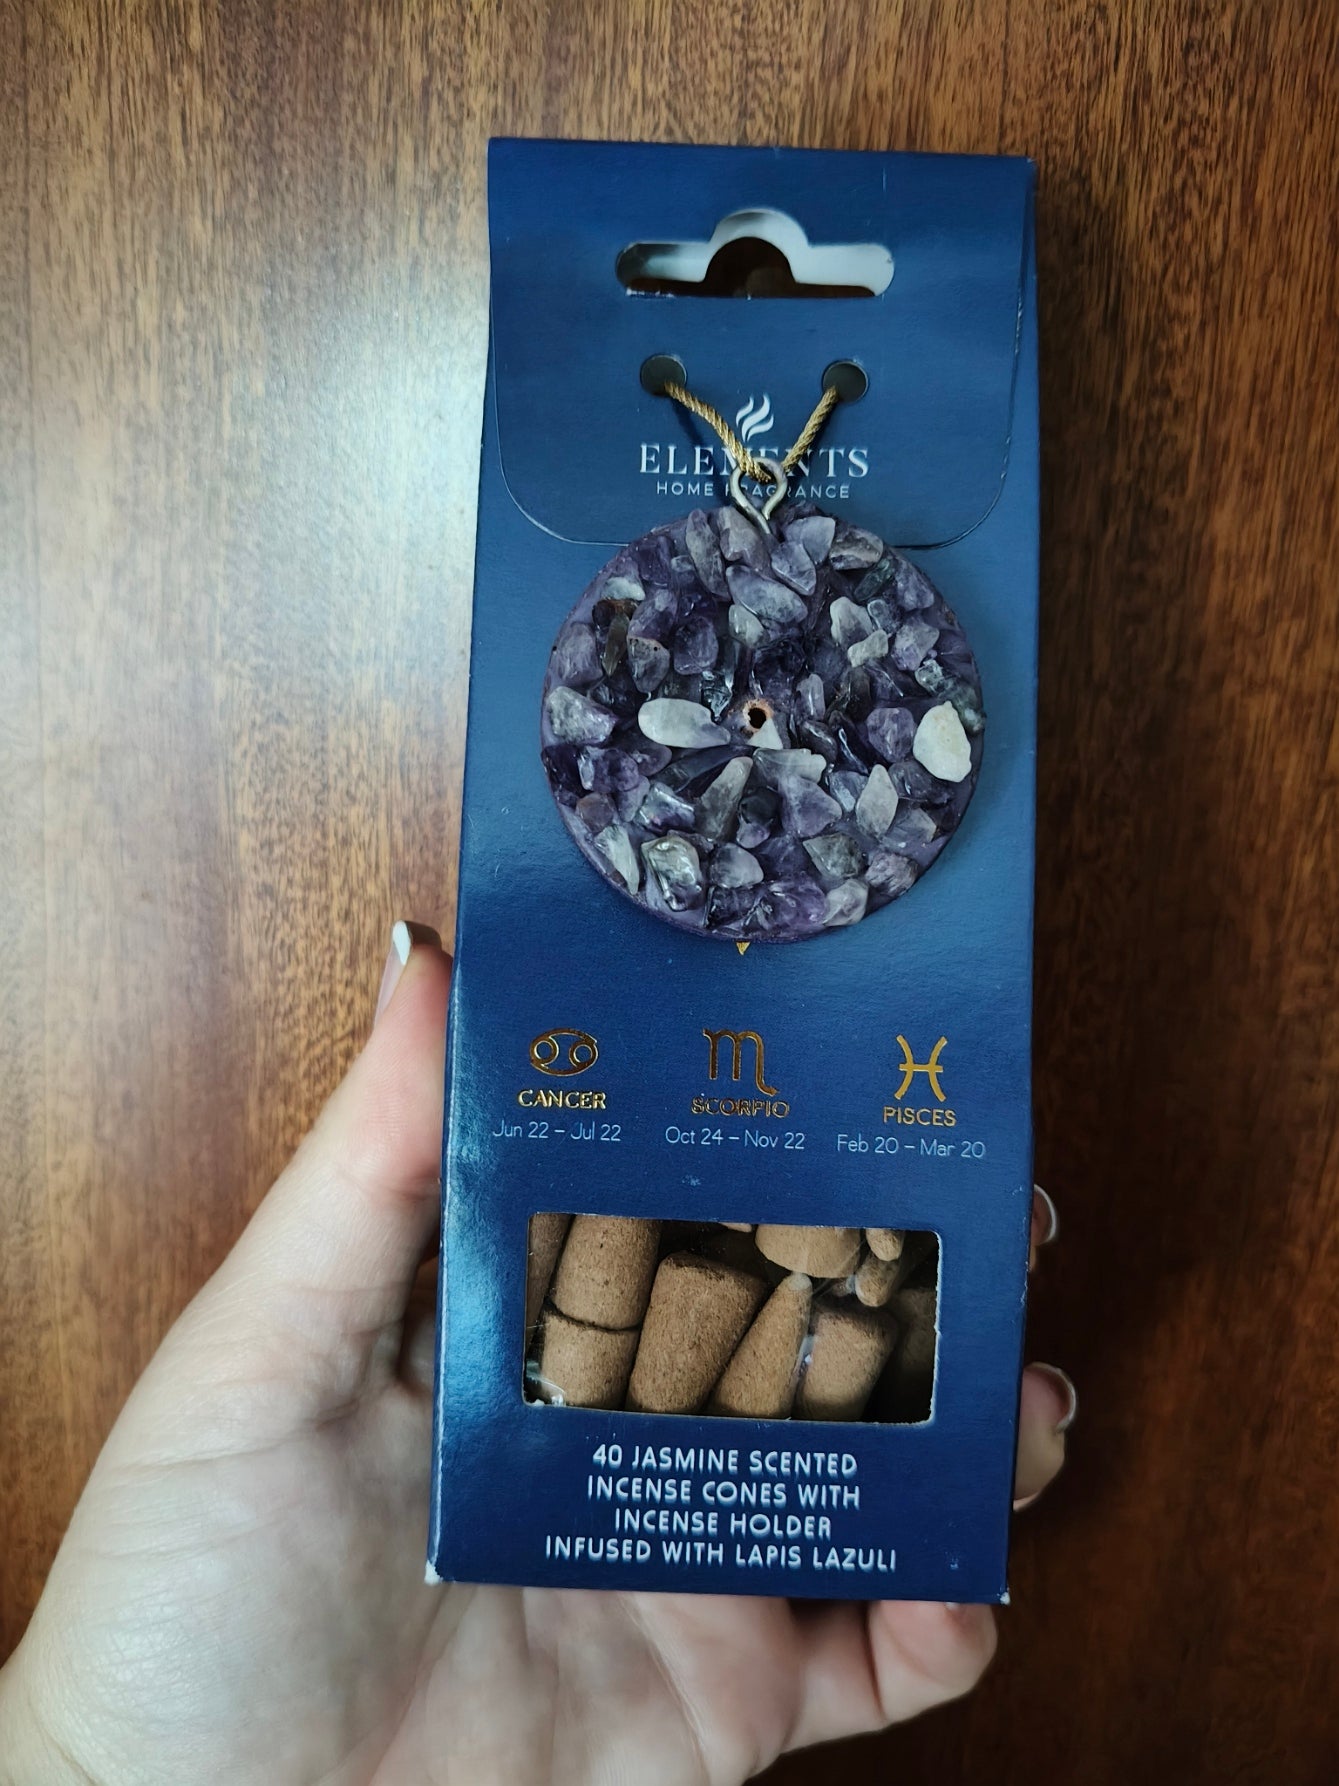 ELEMENTS
HOME FRAGRANCE
CANCER
SCORPIO
PISCES
Jun 22 – Jul 22
Oct 24 – Nov 22
Feb 20 – Mar 20
40 JASMINE SCENTED
INCENSE CONES WITH
INCENSE HOLDER
INFUSED WITH LAPIS LAZULI